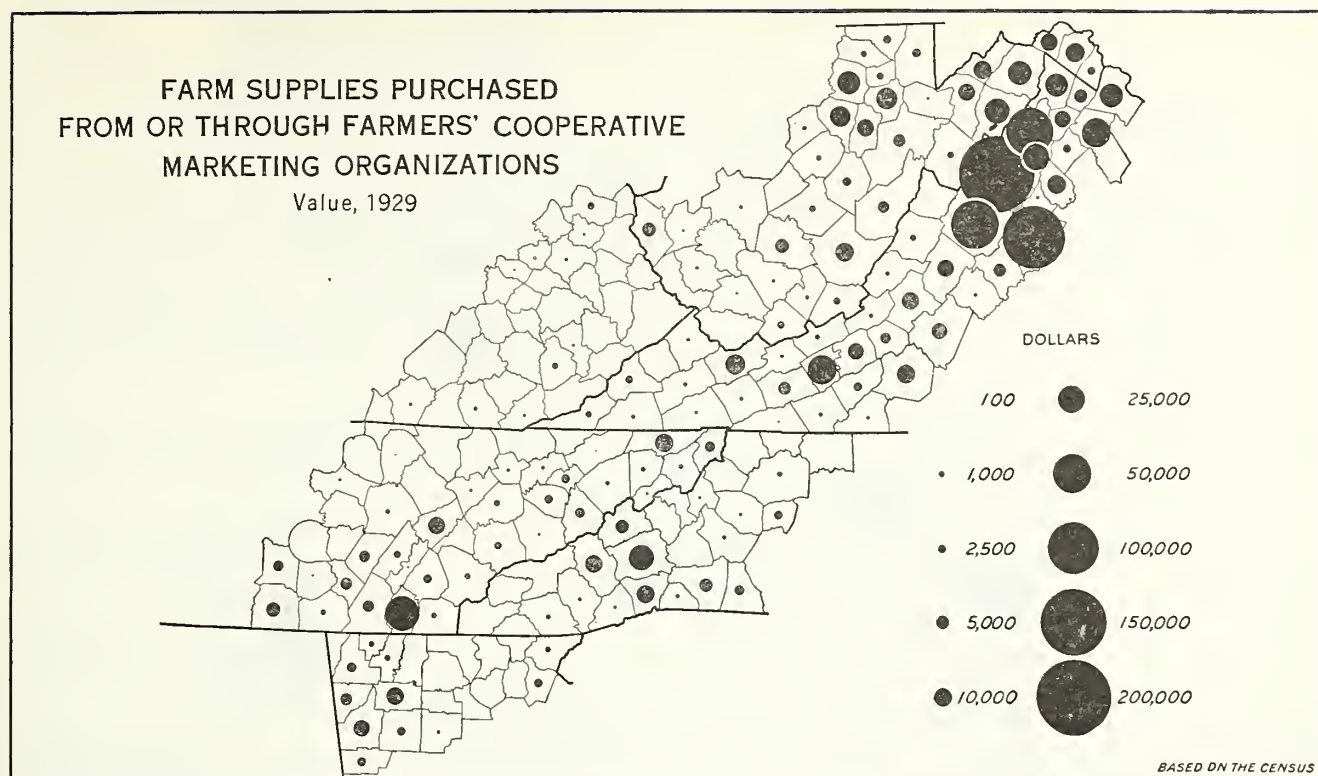 FARM SUPPLIES PURCHASED
FROM OR THROUGH FARMERS' COOPERATIVE
MARKETING ORGANIZATIONS
Value, 1929
DOLLARS
100 25,000
1,000 50,000
2,500 100,000
5,000 150,000
10,000 200,000
BASED ON THE CENSUS